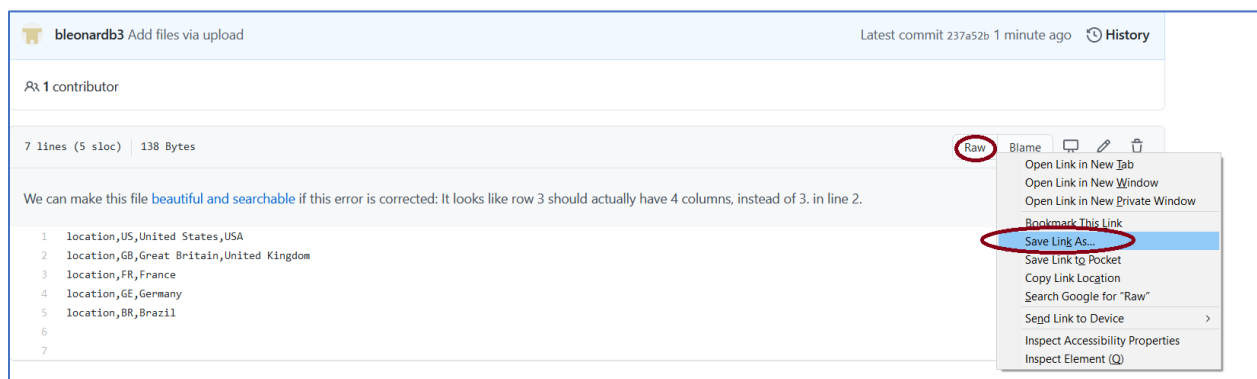 bleonardb3 Add files via upload Latest commit 237a52b 1 minute ago History
1 contributor
7 lines (5 sloc) 138 Bytes Raw Blame
We can make this file beautiful and searchable if this error is corrected: It looks like row 3 should actually have 4 columns, instead of 3. in line 2.
1 location,US,United States,USA
2 location,GB,Great Britain,United Kingdom
3 location,FR,France
4 location,GE,Germany
5 location,BR,Brazil
6
7
Open Link in New Tab
Open Link in New Window
Open Link in New Private Window
Bookmark This Link
Save Link As...
Save Link to Pocket
Copy Link Location
Search Google for "Raw"
Send Link to Device >
Inspect Accessibility Properties
Inspect Element (Q)